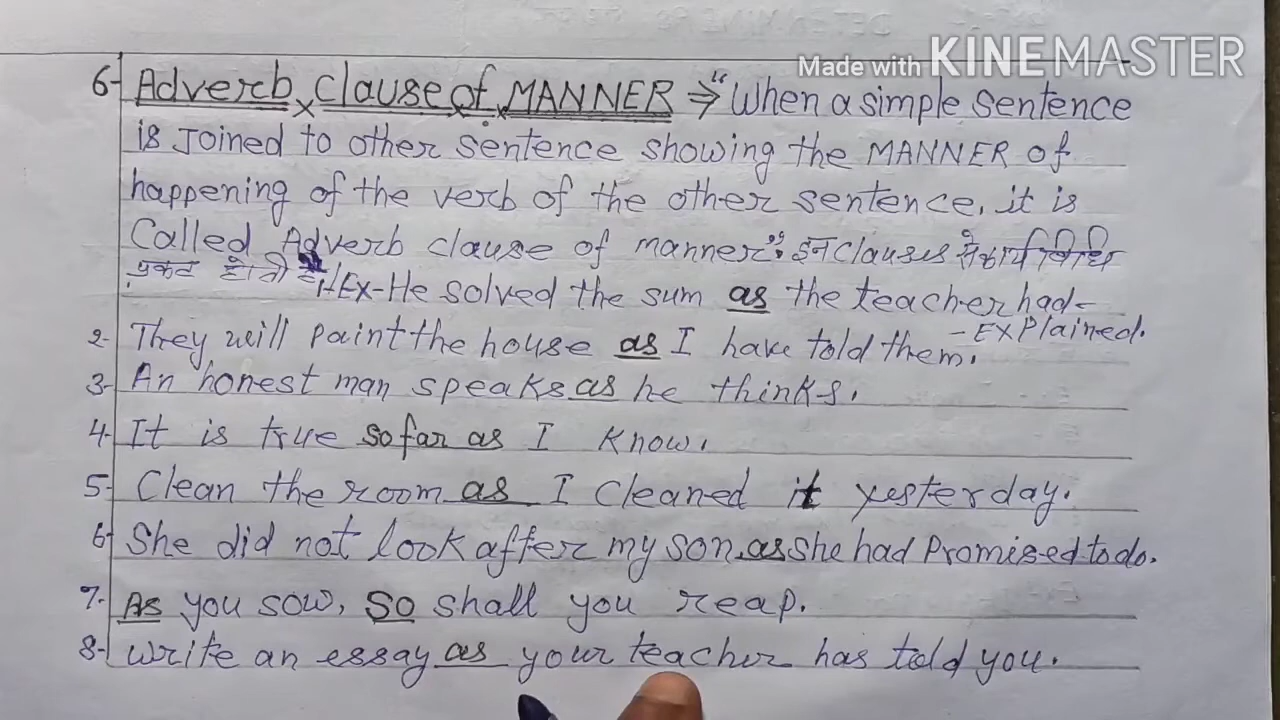 Made with KINEMASTER
6- Adverb clause of MANNER ⇒ "When a simple sentence
is Joined to other sentence showing the MANNER of
happening of the verb of the other sentence, it is
Called Adverb clause of manner". इन Clauses से कार्य विधि
प्रकट होती है
1- Ex- He solved the sum as the teacher had-
- Explained.
2- They will paint the house as I have told them.
3- An honest man speaks as he thinks.
4- It is true so far as I know.
5- Clean the room as I cleaned it yesterday.
6- She did not look after my son as she had Promised to do.
7- As you sow, so shall you reap.
8- Write an essay as your teacher has told you.